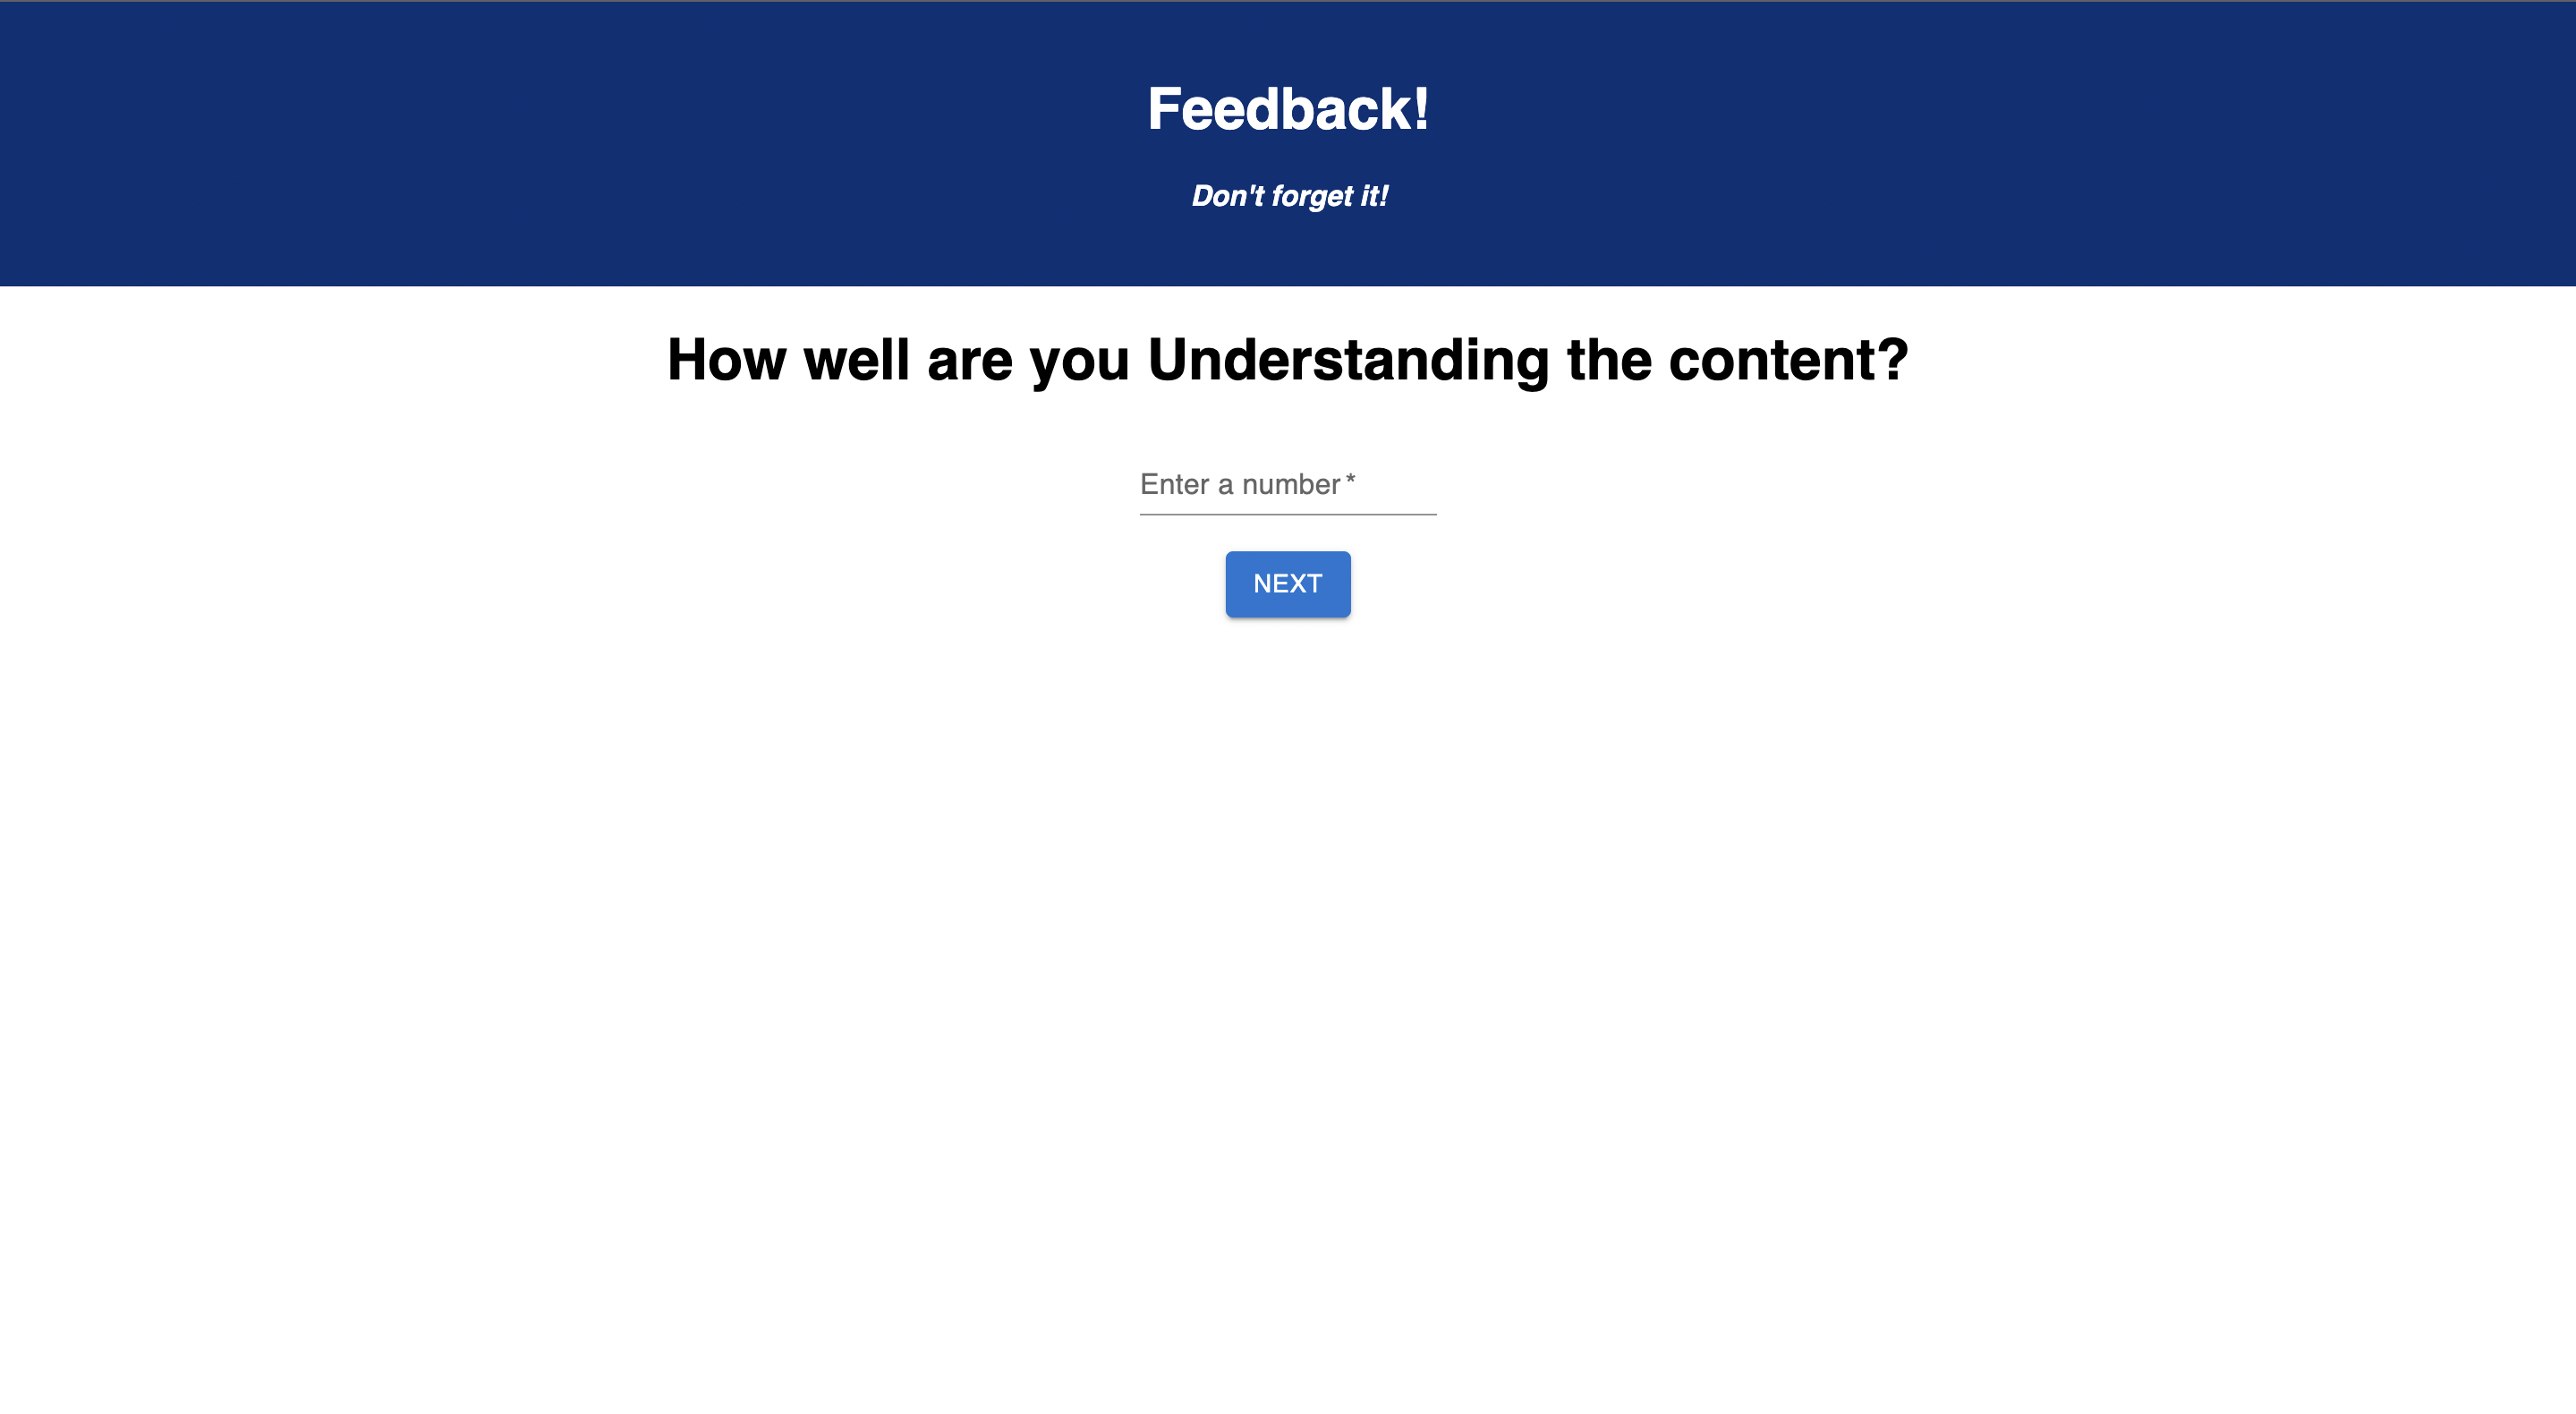 Feedback!
Don't forget it!
How well are you Understanding the content?
Enter a number *
NEXT